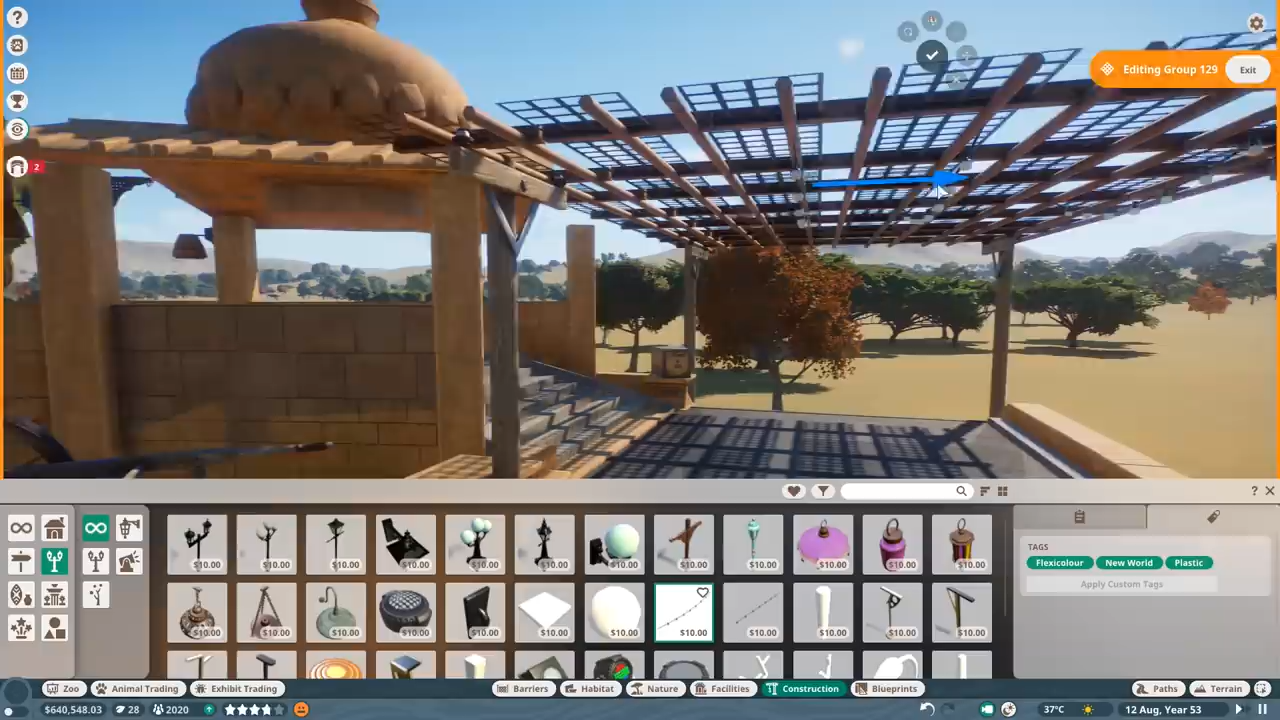 ?
Editing Group 129
Exit
2
? ×
$10.00 $10.00 $10.00 $10.00 $10.00 $10.00 $10.00 $10.00 $10.00 $10.00 $10.00 $10.00
TAGS
Flexicolour New World Plastic
Apply Custom Tags
$10.00 $10.00 $10.00 $10.00 $10.00 $10.00 $10.00 $10.00 $10.00 $10.00 $10.00 $10.00
Zoo Animal Trading Exhibit Trading Barriers Habitat Nature Facilities Construction Blueprints Paths Terrain
$640,548.03 28 2020 37°C 12 Aug, Year 53